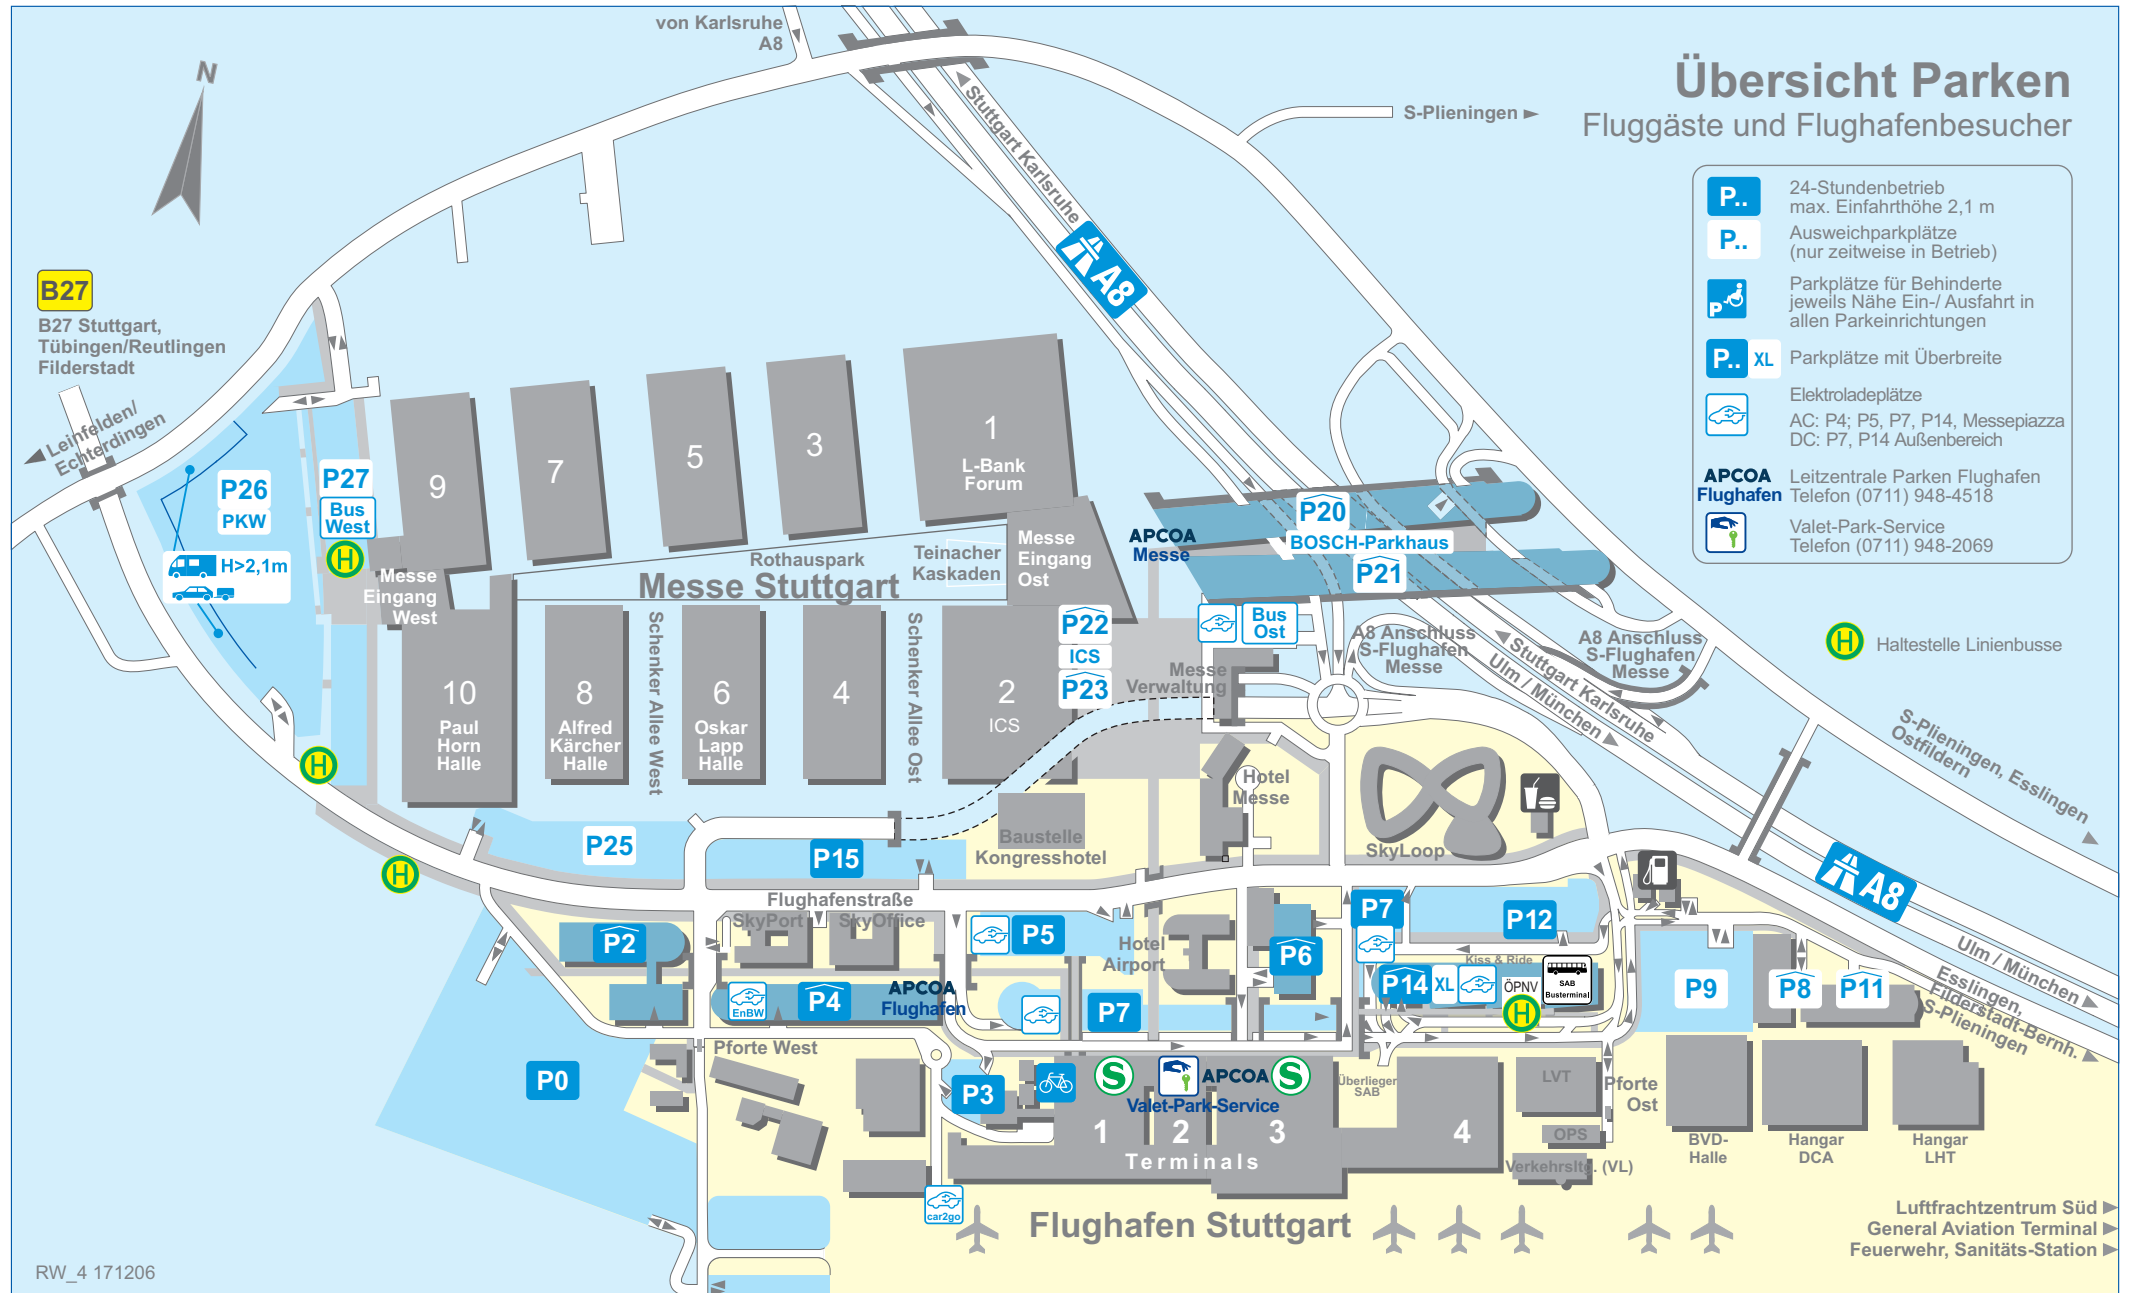 von Karlsruhe
A8
N
Übersicht Parken
Fluggäste und Flughafenbesucher
S-Plieningen
Stuttgart Karlsruhe
A8
P..
24-Stundenbetrieb
max. Einfahrthöhe 2,1 m
P..
Ausweichparkplätze
(nur zeitweise in Betrieb)
P
Parkplätze für Behinderte
jeweils Nähe Ein-/ Ausfahrt in
allen Parkeinrichtungen
P.. XL
Parkplätze mit Überbreite
Elektroladeplätze
AC: P4; P5, P7, P14, Messepiazza
DC: P7, P14 Außenbereich
APCOA
Flughafen
Leitzentrale Parken Flughafen
Telefon (0711) 948-4518
Valet-Park-Service
Telefon (0711) 948-2069
H
Haltestelle Linienbusse
B27
B27 Stuttgart,
Tübingen/Reutlingen
Filderstadt
Leinfelden/
Echterdingen
P26
PKW
H>2,1m
P27
Bus
West
H
9
7
5
3
1
L-Bank
Forum
Messe
Eingang
West
Rothauspark
Messe Stuttgart
Teinacher
Kaskaden
Messe
Eingang
Ost
APCOA
Messe
P20
BOSCH-Parkhaus
P21
P22
ICS
P23
Bus
Ost
A8 Anschluss
S-Flughafen
Messe
A8 Anschluss
S-Flughafen
Messe
Stuttgart Karlsruhe
Ulm / München
S-Plieningen, Esslingen
Ostfildern
Messe
Verwaltung
10
Paul
Horn
Halle
8
Alfred
Kärcher
Halle
Schenker Allee West
6
Oskar
Lapp
Halle
4
Schenker Allee Ost
2
ICS
H
H
Hotel
Messe
Baustelle
Kongresshotel
SkyLoop
P25
P15
A8
Ulm / München
Esslingen,
Filderstadt-Bernh.
S-Plieningen
Flughafenstraße
SkyPort
SkyOffice
P2
P5
Hotel
Airport
P6
P7
P12
Kiss & Ride
P14 XL
ÖPNV
H
SAB
Busterminal
P9
P8
P11
EnBW
P4
APCOA
Flughafen
P7
Pforte West
P0
P3
S
APCOA
Valet-Park-Service
S
Überlieger
SAB
LVT
Pforte
Ost
OPS
Verkehrsltg. (VL)
1
2
3
4
Terminals
BVD-
Halle
Hangar
DCA
Hangar
LHT
car2go
Flughafen Stuttgart
Luftfrachtzentrum Süd
General Aviation Terminal
Feuerwehr, Sanitäts-Station
RW_4 171206